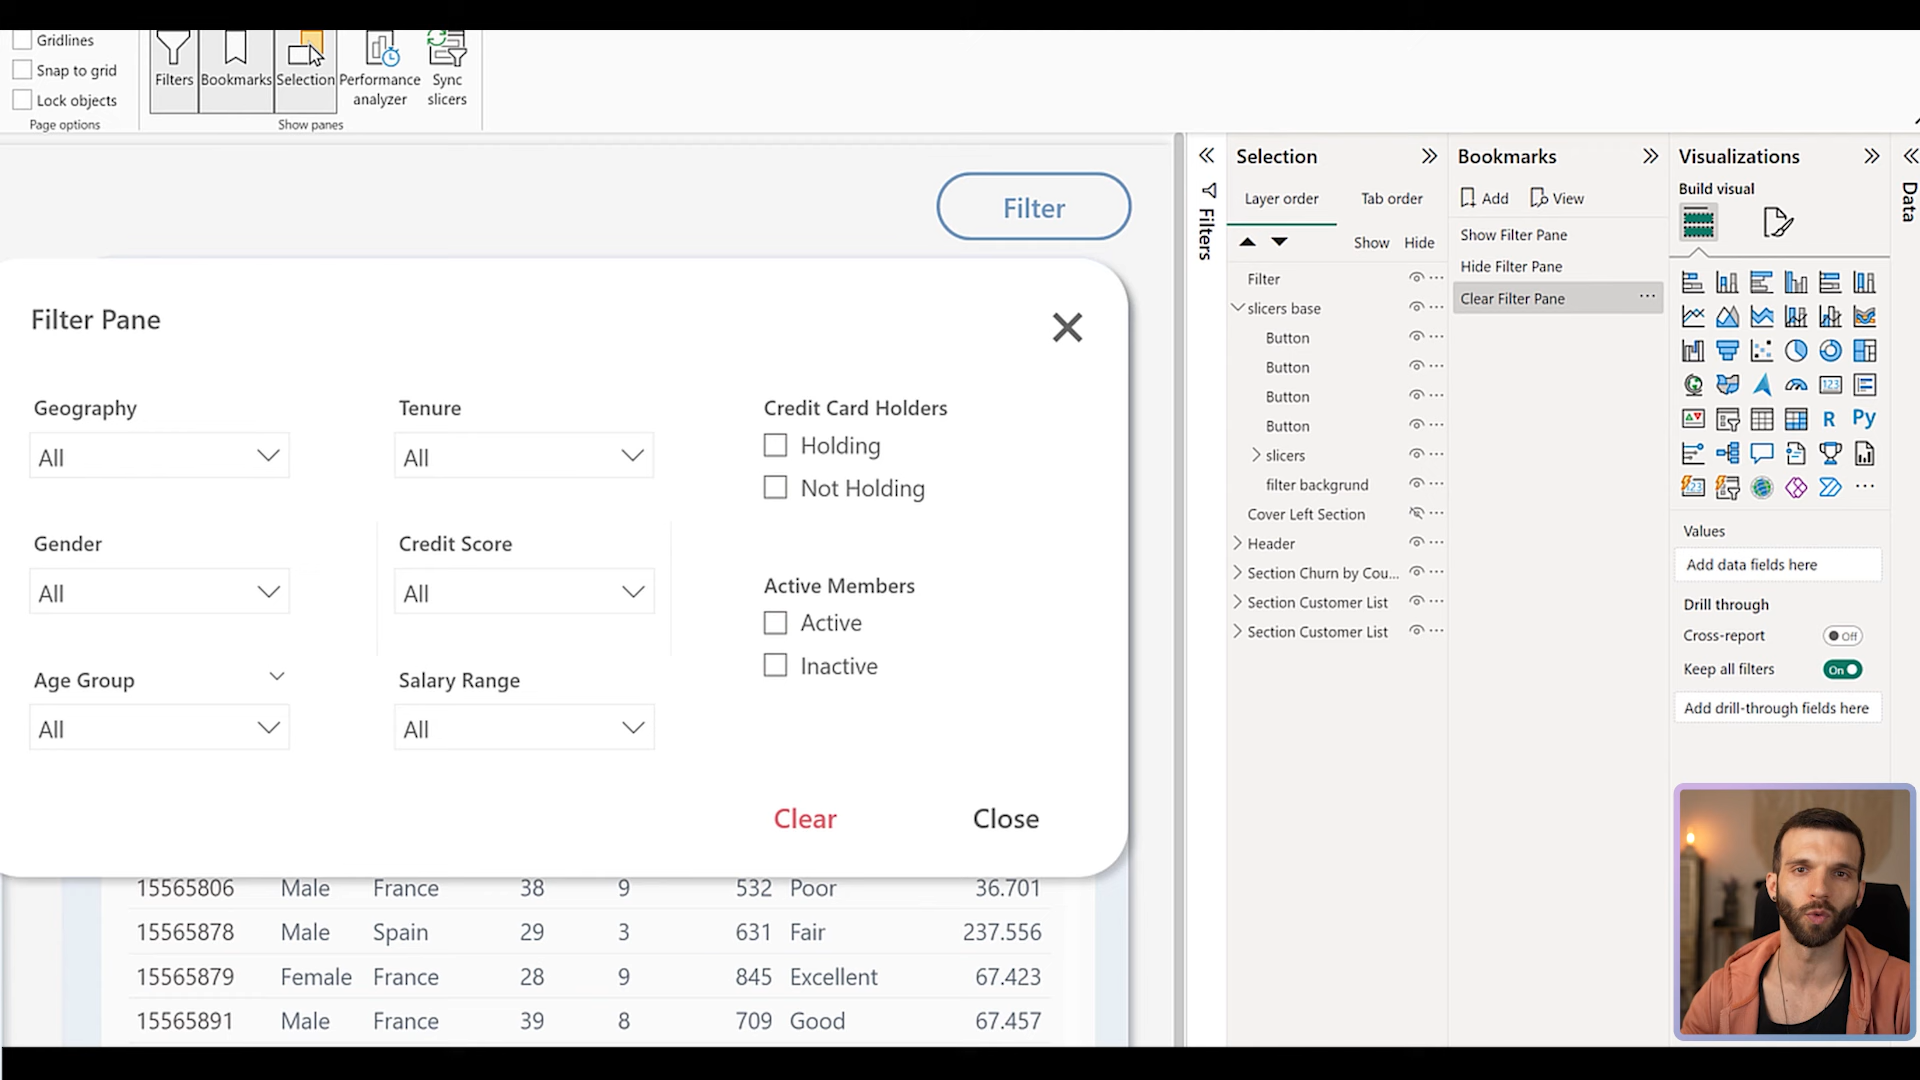 Gridlines
Snap to grid
Lock objects
Page options
Filters
Bookmarks
Selection
Performance
analyzer
Sync
slicers
Show panes
Filter
Filter Pane
Geography
All
Tenure
All
Credit Card Holders
Holding
Not Holding
Gender
All
Credit Score
All
Active Members
Active
Inactive
Age Group
All
Salary Range
All
Clear
Close
15565806 Male France 38 9 532 Poor 36.701
15565878 Male Spain 29 3 631 Fair 237.556
15565879 Female France 28 9 845 Excellent 67.423
15565891 Male France 39 8 709 Good 67.457
Filters
Selection
Layer order
Tab order
Show
Hide
Filter
slicers base
Button
Button
Button
Button
slicers
filter backgrund
Cover Left Section
Header
Section Churn by Cou...
Section Customer List
Section Customer List
Bookmarks
Add
View
Show Filter Pane
Hide Filter Pane
Clear Filter Pane
Visualizations
Build visual
123
R
Py
123
Values
Add data fields here
Drill through
Cross-report
Off
Keep all filters
On
Add drill-through fields here
Data